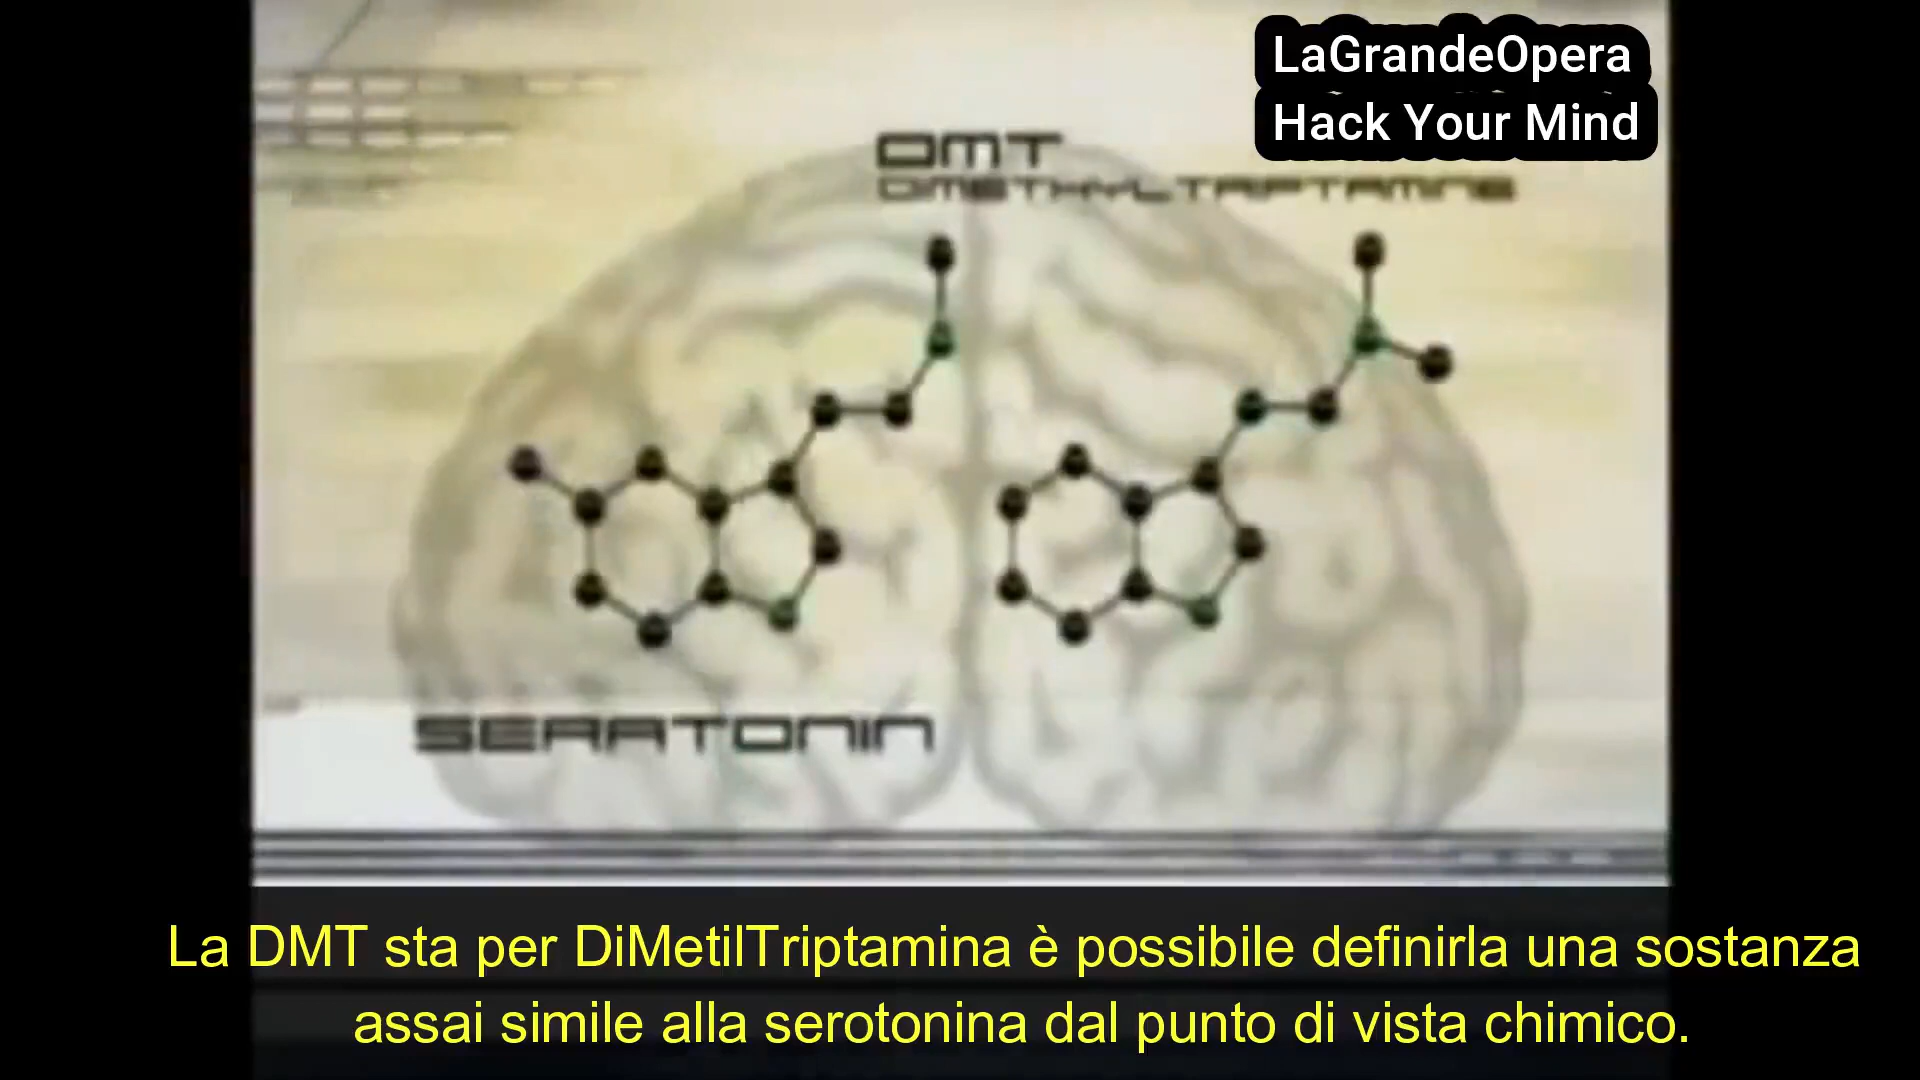 LaGrandeOpera
Hack Your Mind
DMT
DIMETHYLTRIPTAMINE
SERATONIN
La DMT sta per DiMetilTriptamina è possibile definirla una sostanza
assai simile alla serotonina dal punto di vista chimico.